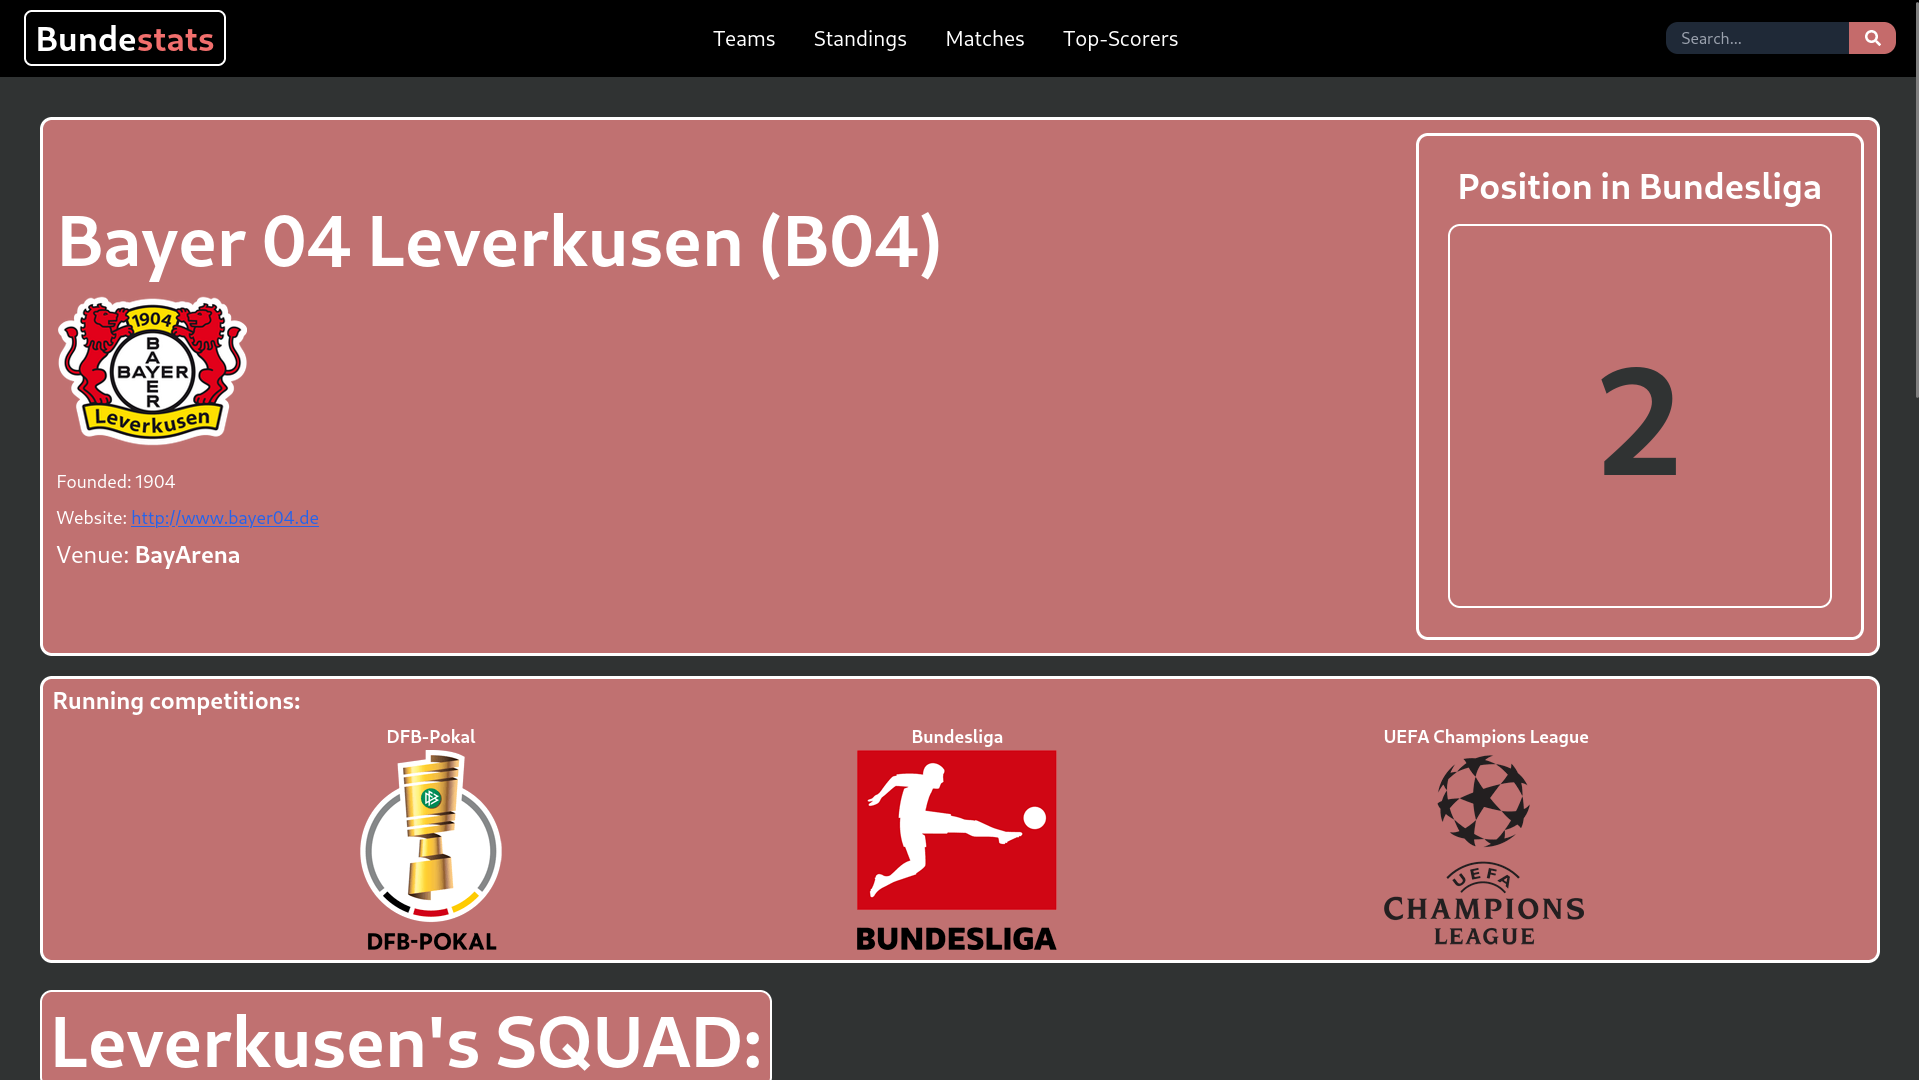 Bundestats
Teams
Standings
Matches
Top-Scorers
Search...
Bayer 04 Leverkusen (B04)
1904
BAYER
BAYER
Leverkusen
Founded: 1904
Website: http://www.bayer04.de
Venue: BayArena
Position in Bundesliga
2
Running competitions:
DFB-Pokal
DFB-POKAL
Bundesliga
BUNDESLIGA
UEFA Champions League
UEFA
CHAMPIONS
LEAGUE
Leverkusen's SQUAD: